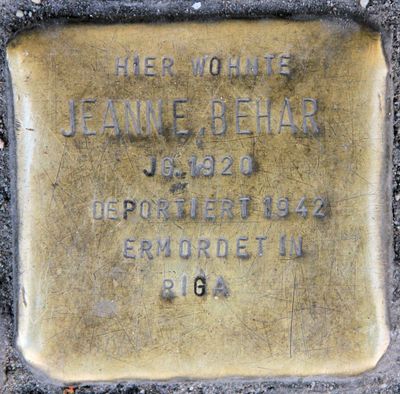 HIER WOHNTE
JEANNE BEHAR
JG. 1920
DEPORTIERT 1942
ERMORDET IN
RIGA